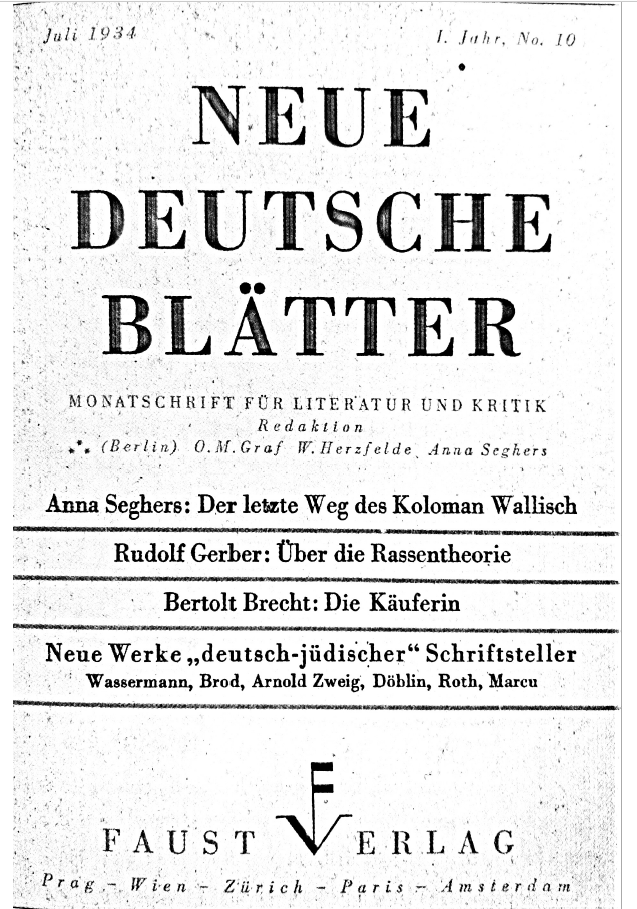 Juli 1934
I. Jahr, No. 10
NEUE
DEUTSCHE
BLÄTTER
MONATSCHRIFT FÜR LITERATUR UND KRITIK
Redaktion
⁂ (Berlin) O.M.Graf W.Herzfelde Anna Seghers
Anna Seghers: Der letzte Weg des Koloman Wallisch
Rudolf Gerber: Über die Rassentheorie
Bertolt Brecht: Die Käuferin
Neue Werke „deutsch-jüdischer“ Schriftsteller
Wassermann, Brod, Arnold Zweig, Döblin, Roth, Marcu
FAUST VERLAG
Prag – Wien – Zürich – Paris – Amsterdam